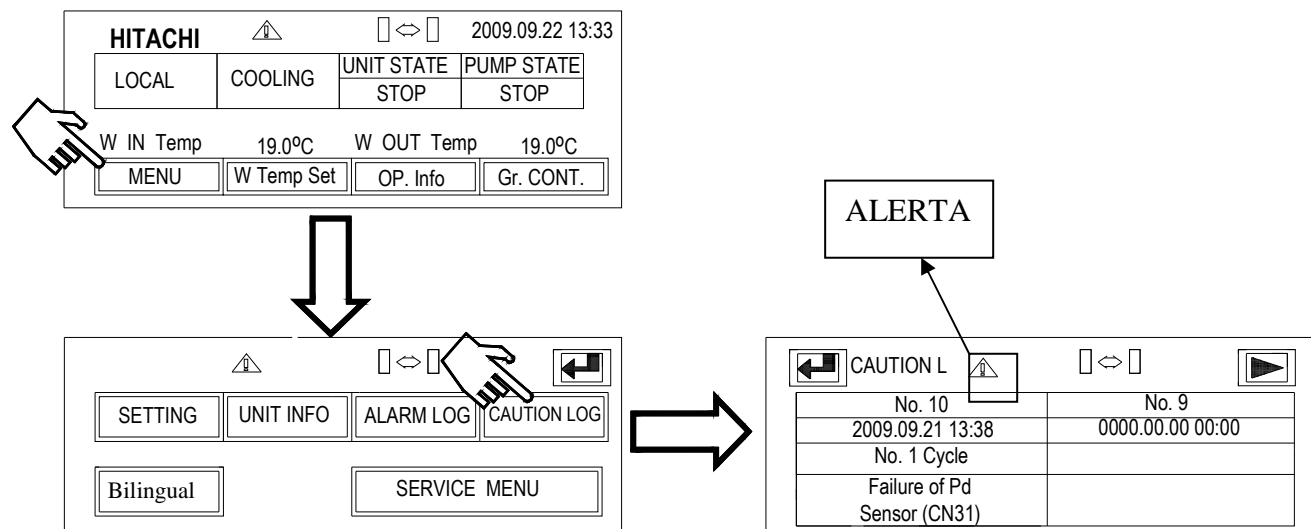 HITACHI 2009.09.22 13:33
LOCAL COOLING UNIT STATE PUMP STATE
STOP STOP
W IN Temp 19.0ºC W OUT Temp 19.0ºC
MENU W Temp Set OP. Info Gr. CONT.
ALERTA
SETTING UNIT INFO ALARM LOG CAUTION LOG
Bilingual SERVICE MENU
CAUTION L
No. 10 No. 9
2009.09.21 13:38 0000.00.00 00:00
No. 1 Cycle
Failure of Pd
Sensor (CN31)